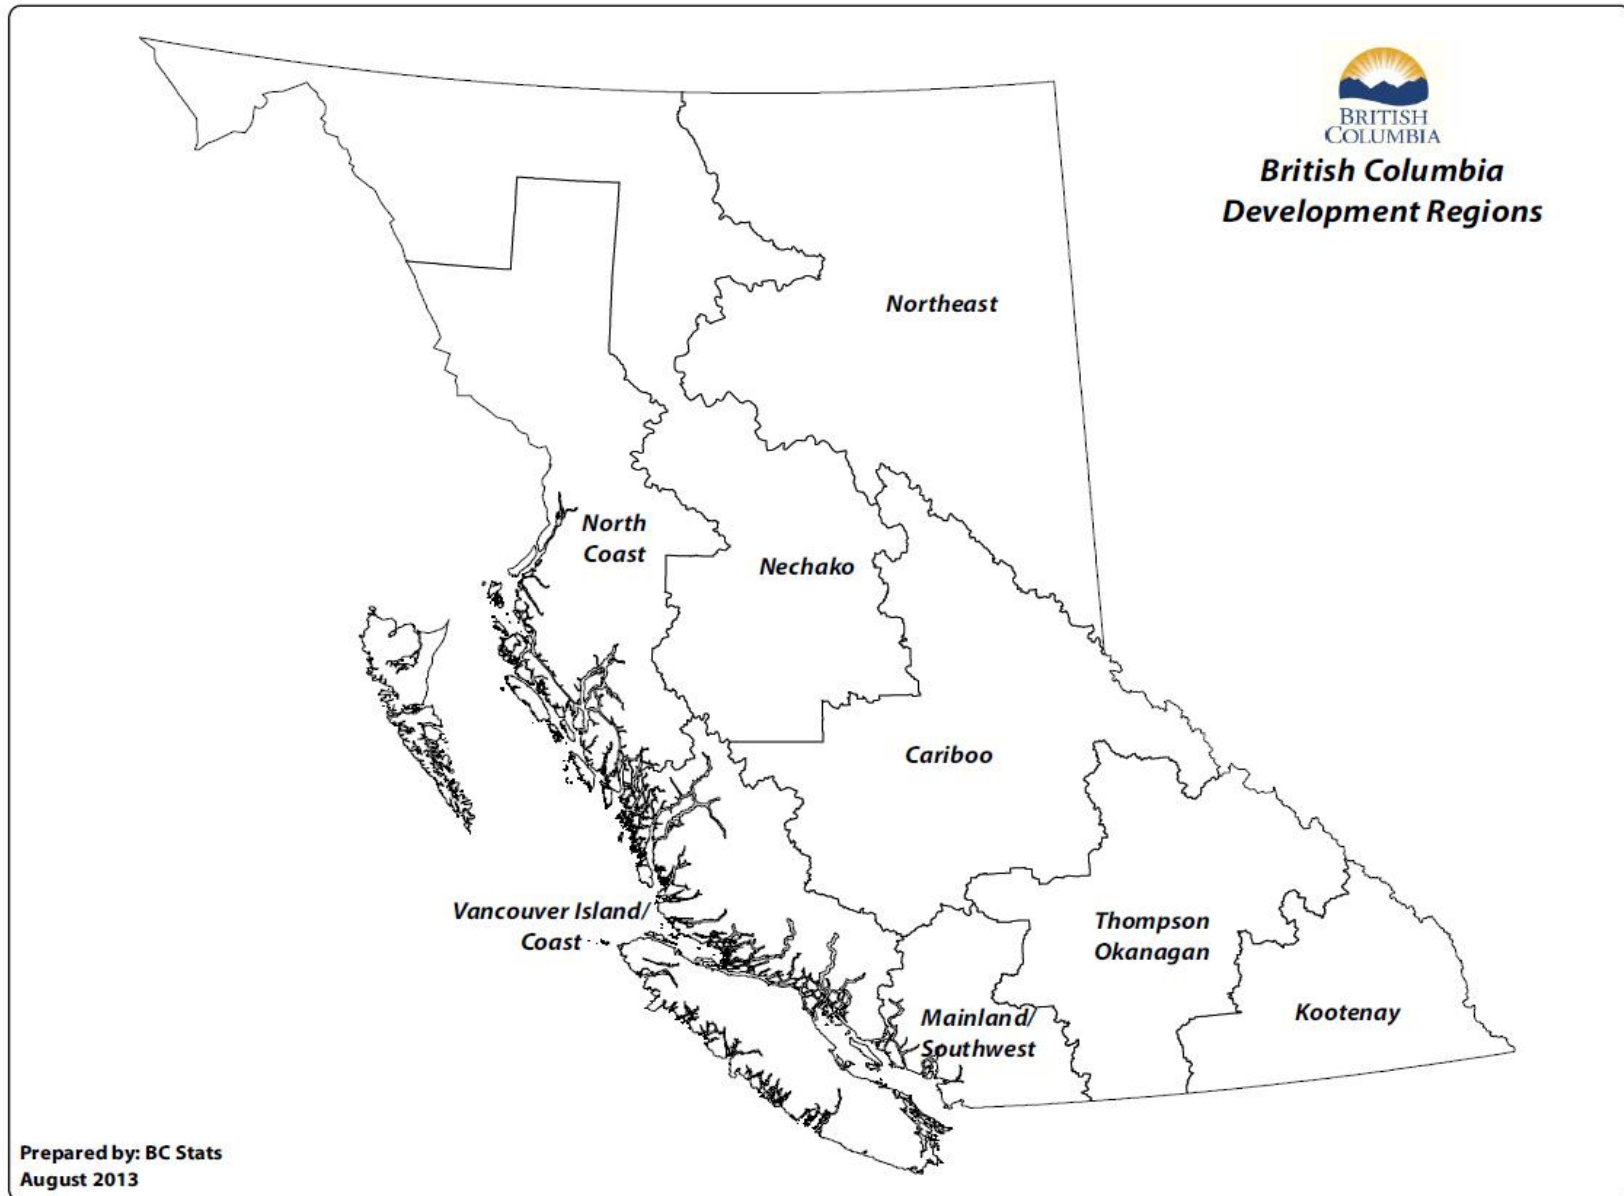 BRITISH
COLUMBIA
British Columbia
Development Regions
Northeast
North
Coast
Nechako
Cariboo
Vancouver Island/
Coast
Thompson
Okanagan
Mainland/
Southwest
Kootenay
Prepared by: BC Stats
August 2013